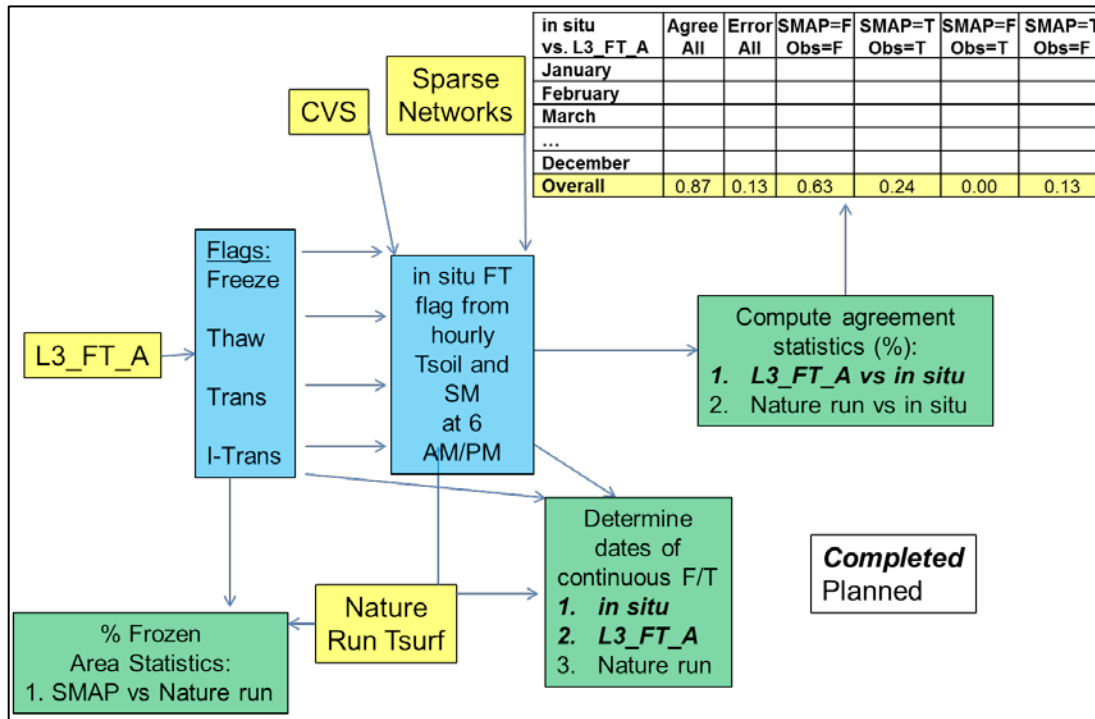 in situ vs. L3_FT_A | Agree All | Error All | SMAP=F Obs=F | SMAP=T Obs=T | SMAP=F Obs=T | SMAP=T Obs=F
January
February
March
...
December
Overall 0.87 0.13 0.63 0.24 0.00 0.13
Sparse
Networks
CVS
L3_FT_A
Flags:
Freeze
Thaw
Trans
I-Trans
in situ FT
flag from
hourly
Tsoil and
SM
at 6
AM/PM
Compute agreement
statistics (%):
1. L3_FT_A vs in situ
2. Nature run vs in situ
Determine
dates of
continuous F/T
1. in situ
2. L3_FT_A
3. Nature run
Completed
Planned
Nature
Run Tsurf
% Frozen
Area Statistics:
1. SMAP vs Nature run